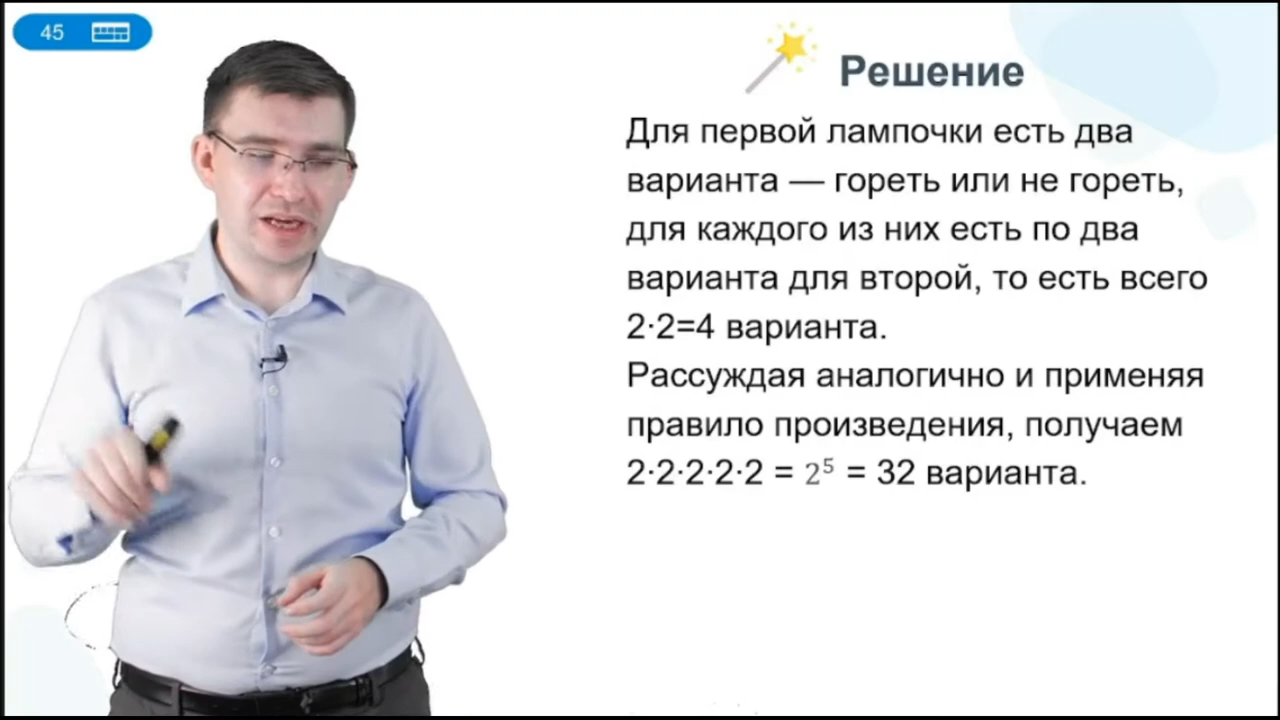 45
Решение
Для первой лампочки есть два
варианта — гореть или не гореть,
для каждого из них есть по два
варианта для второй, то есть всего
2·2=4 варианта.
Рассуждая аналогично и применяя
правило произведения, получаем
2·2·2·2·2 = 2⁵ = 32 варианта.